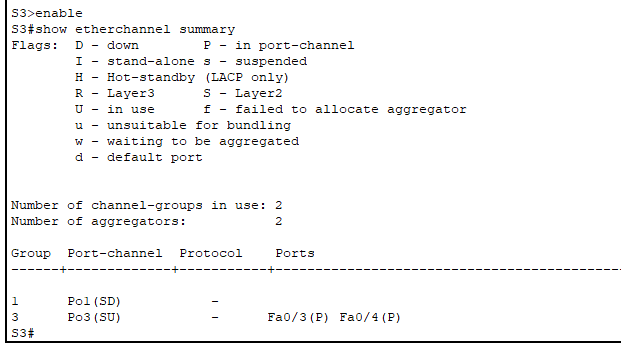 S3>enable
S3#show etherchannel summary
Flags:  D - down        P - in port-channel
        I - stand-alone s - suspended
        H - Hot-standby (LACP only)
        R - Layer3      S - Layer2
        U - in use      f - failed to allocate aggregator
        u - unsuitable for bundling
        w - waiting to be aggregated
        d - default port
Number of channel-groups in use: 2
Number of aggregators:           2
Group  Port-channel  Protocol    Ports
------+-------------+-----------+---------------------------------------------
1      Po1(SD)           -
3      Po3(SU)           -      Fa0/3(P) Fa0/4(P)
S3#